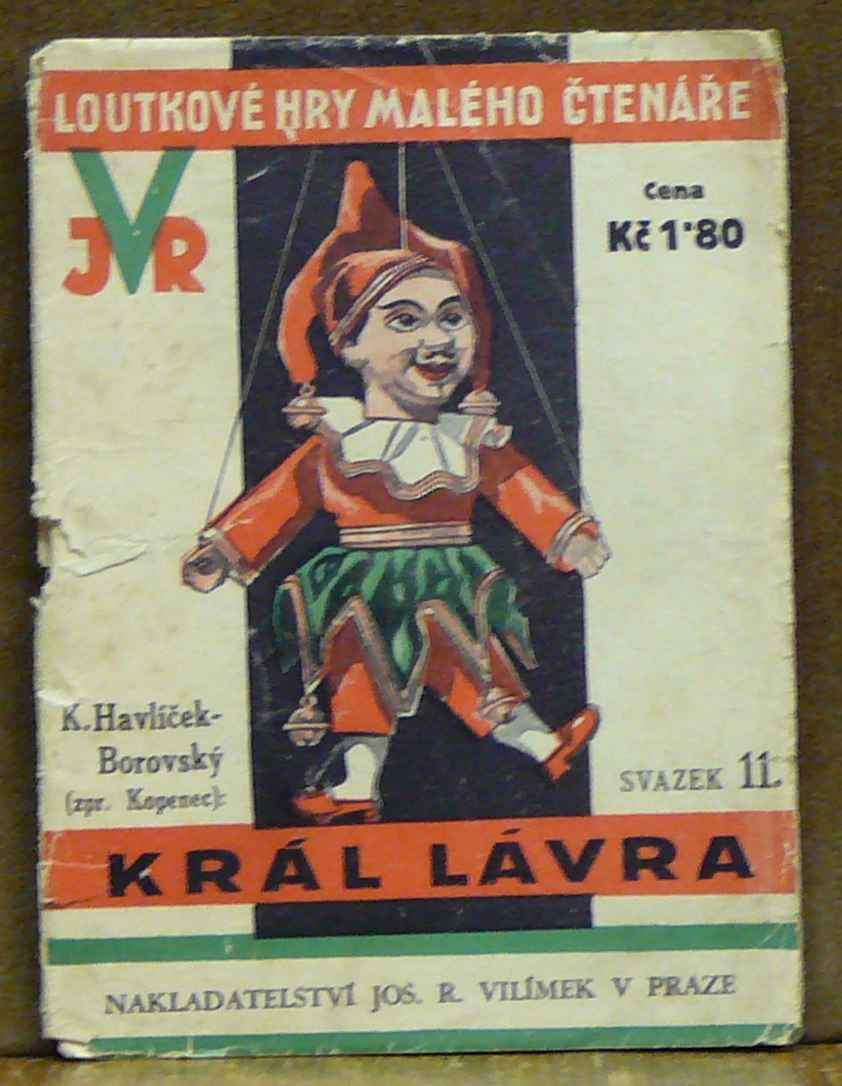 LOUTKOVÉ HRY MALÉHO ČTENÁŘE
JVR
Cena
Kč 1·80
K. Havlíček-
Borovský
(zpr. Kopenec):
SVAZEK 11.
KRÁL LÁVRA
NAKLADATELSTVÍ JOS. R. VILÍMEK V PRAZE